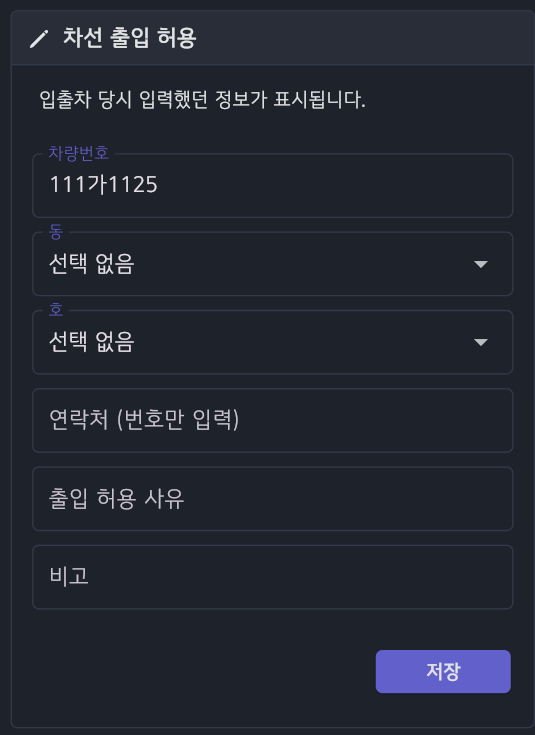 차선 출입 허용
입출차 당시 입력했던 정보가 표시됩니다.
차량번호
111가1125
동
선택 없음
호
선택 없음
연락처 (번호만 입력)
출입 허용 사유
비고
저장